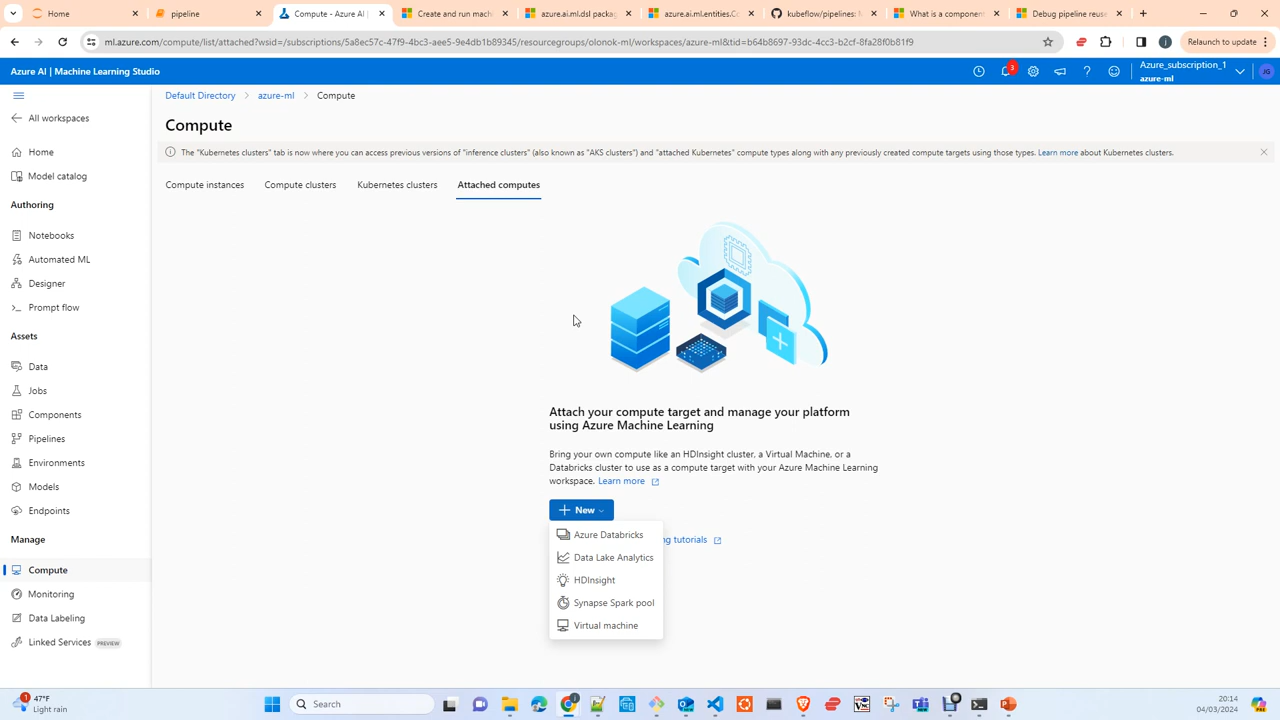 Home
pipeline
Compute - Azure AI |
Create and run mach
azure.ai.ml.dsl packag
azure.ai.ml.entities.Co
kubeflow/pipelines: M
What is a componen
Debug pipeline reuse
ml.azure.com/compute/list/attached?wsid=/subscriptions/5a8ec57c-47f9-4bc3-aee5-9e4db1b89345/resourcegroups/olonok-ml/workspaces/azure-ml&tid=b64b8697-93dc-4cc3-b2cf-8fa28f0b81f9
Relaunch to update
Azure AI | Machine Learning Studio
3
Azure_subscription_1
azure-ml
JG
All workspaces
Home
Model catalog
Authoring
Notebooks
Automated ML
Designer
Prompt flow
Assets
Data
Jobs
Components
Pipelines
Environments
Models
Endpoints
Manage
Compute
Monitoring
Data Labeling
Linked Services PREVIEW
Default Directory > azure-ml > Compute
Compute
The "Kubernetes clusters" tab is now where you can access previous versions of "inference clusters" (also known as "AKS clusters") and "attached Kubernetes" compute types along with any previously created compute targets using those types. Learn more about Kubernetes clusters.
Compute instances Compute clusters Kubernetes clusters Attached computes
Attach your compute target and manage your platform
using Azure Machine Learning
Bring your own compute like an HDInsight cluster, a Virtual Machine, or a
Databricks cluster to use as a compute target with your Azure Machine Learning
workspace. Learn more
New
Azure Databricks
ng tutorials
Data Lake Analytics
HDInsight
Synapse Spark pool
Virtual machine
1
47°F
Light rain
Search
20:14
04/03/2024